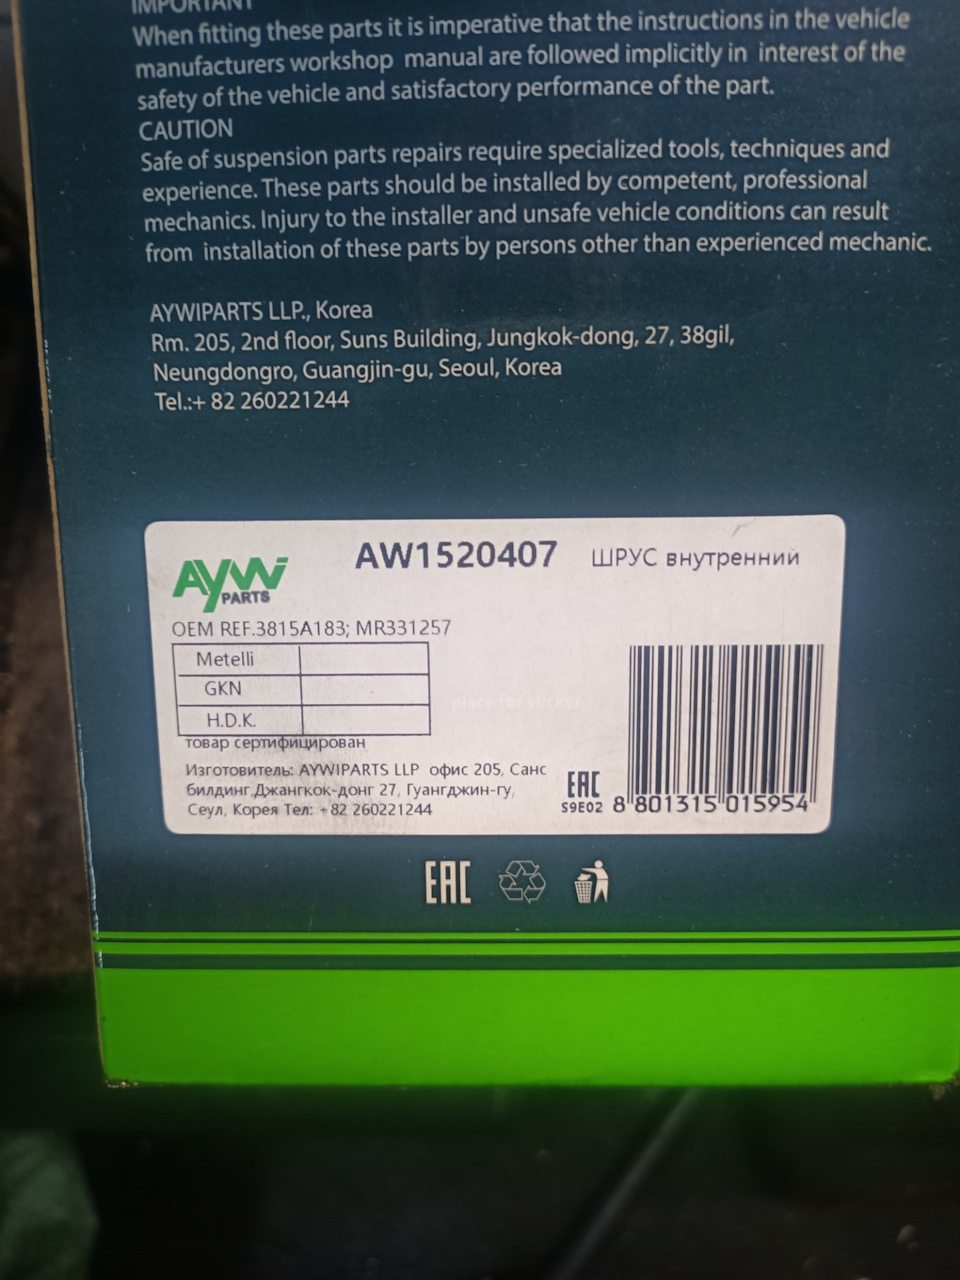 IMPORTANT
When fitting these parts it is imperative that the instructions in the vehicle
manufacturers workshop manual are followed implicitly in interest of the
safety of the vehicle and satisfactory performance of the part.
CAUTION
Safe of suspension parts repairs require specialized tools, techniques and
experience. These parts should be installed by competent, professional
mechanics. Injury to the installer and unsafe vehicle conditions can result
from installation of these parts by persons other than experienced mechanic.
AYWIPARTS LLP., Korea
Rm. 205, 2nd floor, Suns Building, Jungkok-dong, 27, 38gil,
Neungdongro, Guangjin-gu, Seoul, Korea
Tel.:+ 82 260221244
AYWI PARTS
AW1520407 ШРУС внутренний
OEM REF.3815A183; MR331257
Metelli
GKN
H.D.K.
place for sticker
товар сертифицирован
Изготовитель: AYWIPARTS LLP офис 205, Санс
билдинг,Джангкок-донг 27, Гуангджин-гу,
Сеул, Корея Тел: +82 260221244
EAC
S9E02
8 801315 015954
EAC